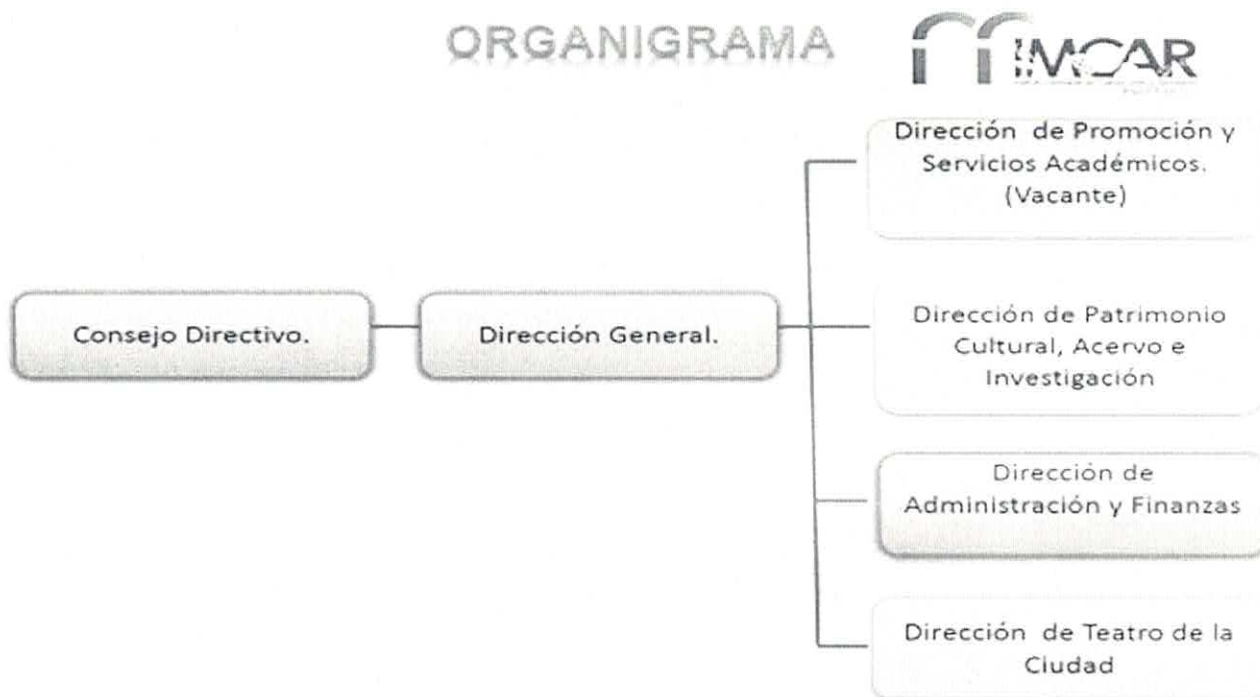 ORGANIGRAMA
IMCAR
Dirección de Promoción y
Servicios Académicos.
(Vacante)
Consejo Directivo.
Dirección General.
Dirección de Patrimonio
Cultural, Acervo e
Investigación
Dirección de
Administración y Finanzas
Dirección de Teatro de la
Ciudad